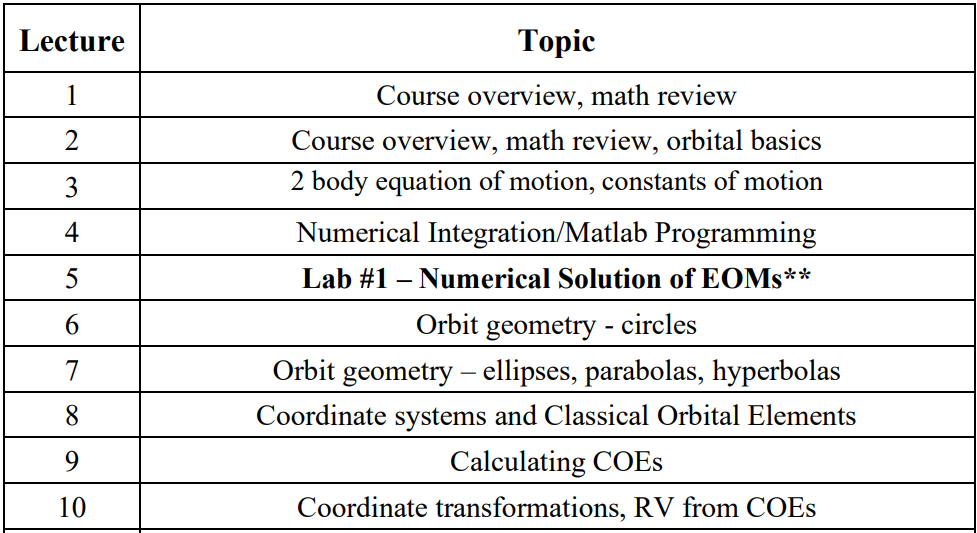 Lecture Topic
1 Course overview, math review
2 Course overview, math review, orbital basics
3 2 body equation of motion, constants of motion
4 Numerical Integration/Matlab Programming
5 Lab #1 – Numerical Solution of EOMs**
6 Orbit geometry - circles
7 Orbit geometry – ellipses, parabolas, hyperbolas
8 Coordinate systems and Classical Orbital Elements
9 Calculating COEs
10 Coordinate transformations, RV from COEs